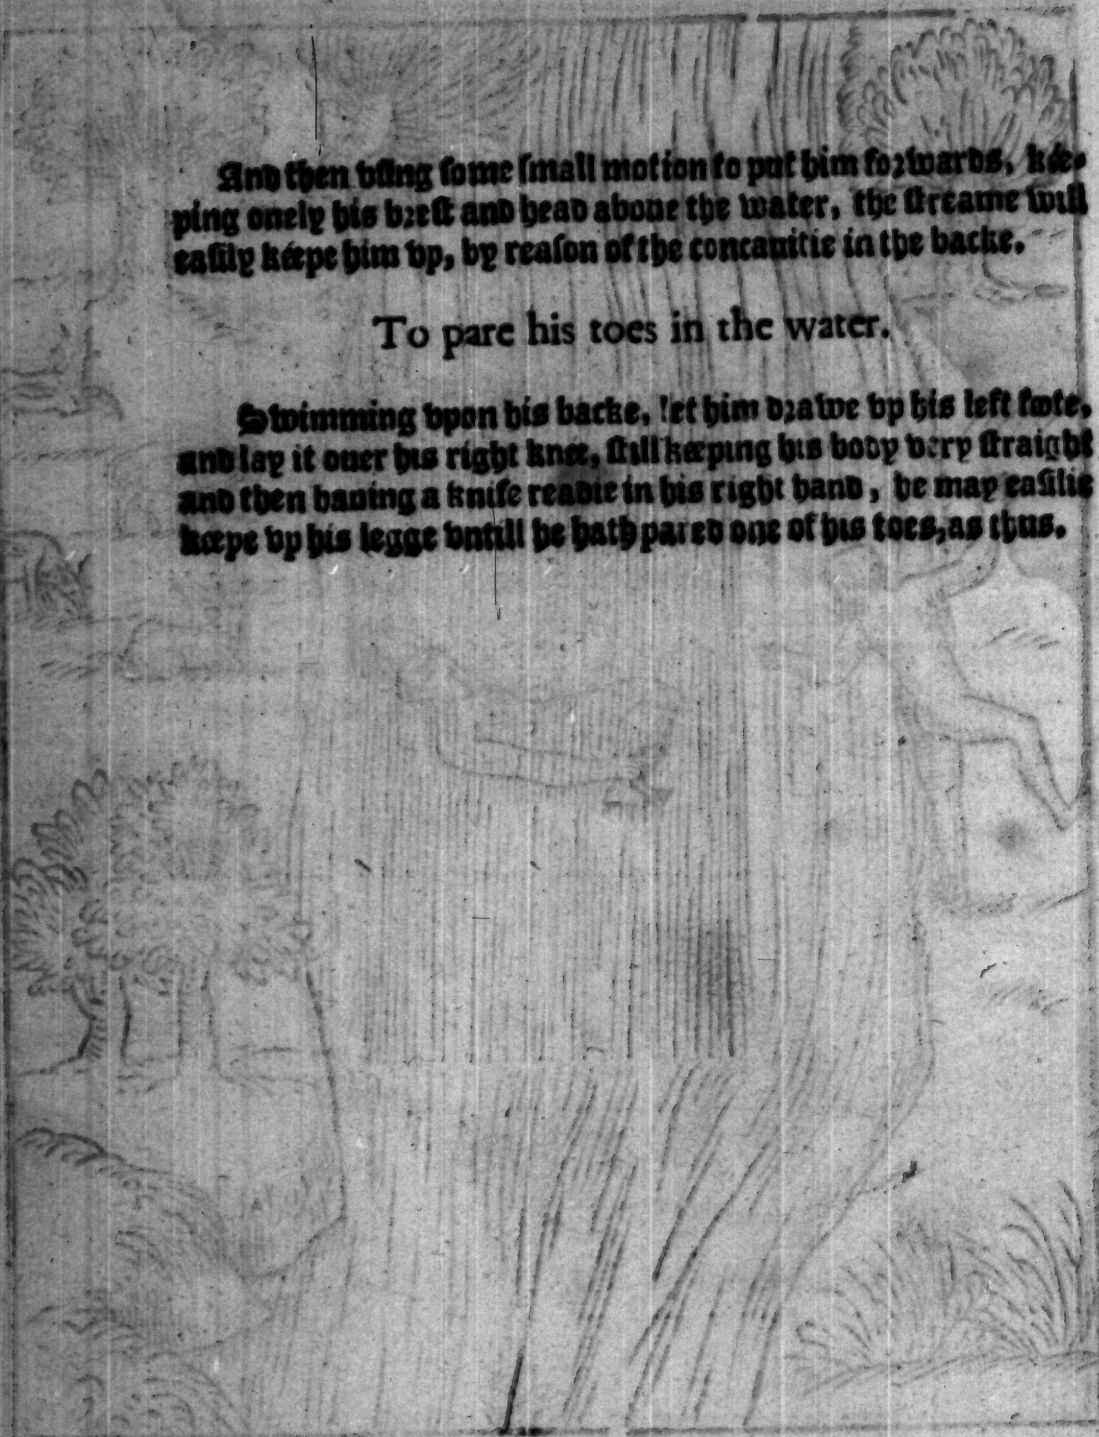 And then vsing some small motion to put him forwards, kée-
ping onely his brest and head aboue the water, the streame will
easily kéepe him vp, by reason of the concauitie in the backe.
To pare his toes in the water.
Swimming vpon his backe, let him drawe vp his left foote,
and lay it ouer his right knee, still keeping his body very straight
and then hauing a knife readie in his right hand, he may easilie
keepe vp his legge vntill he hath pared one of his toes, as thus.